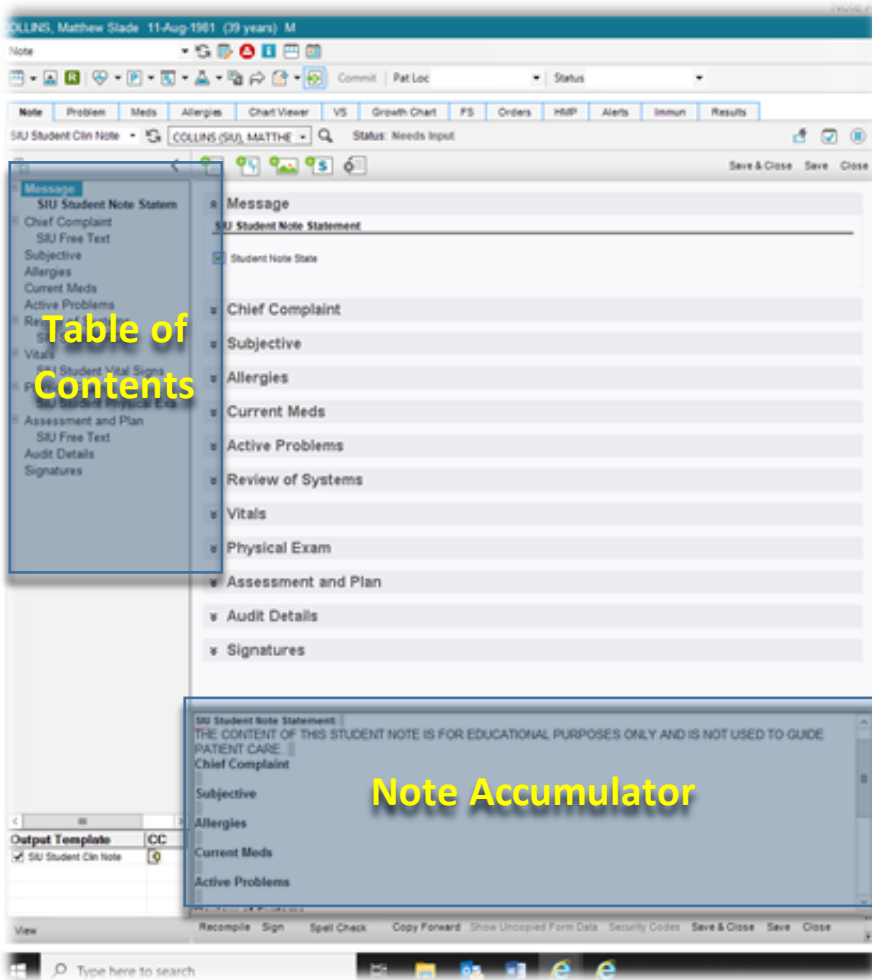 COLLINS, Matthew Slade 11-Aug-1981 (39 years) M
Note
Commit Pat Loc Status
Note Problem Meds Allergies Chart Viewer VS Growth Chart FS Orders HMP Alerts Immun Results
SIU Student Clin Note COLLINS (SIU), MATTHE Status: Needs Input
Save & Close Save Close
Message
SIU Student Note Statem
Chief Complaint
SIU Free Text
Subjective
Allergies
Current Meds
Active Problems
Vitals
SIU Student Vital Signs
SIU Student Physical Exa
Assessment and Plan
SIU Free Text
Audit Details
Signatures
Table of
Contents
Message
SIU Student Note Statement
Student Note State
Chief Complaint
Subjective
Allergies
Current Meds
Active Problems
Review of Systems
Vitals
Physical Exam
Assessment and Plan
Audit Details
Signatures
SIU Student Note Statement:
THE CONTENT OF THIS STUDENT NOTE IS FOR EDUCATIONAL PURPOSES ONLY AND IS NOT USED TO GUIDE
PATIENT CARE.
Chief Complaint
Subjective
Allergies
Current Meds
Active Problems
Review of Systems
Note Accumulator
Output Template CC
SIU Student Clin Note
View
Recompile Sign Spell Check Copy Forward Show Uncopied Form Data Security Codes Save & Close Save Close
Type here to search